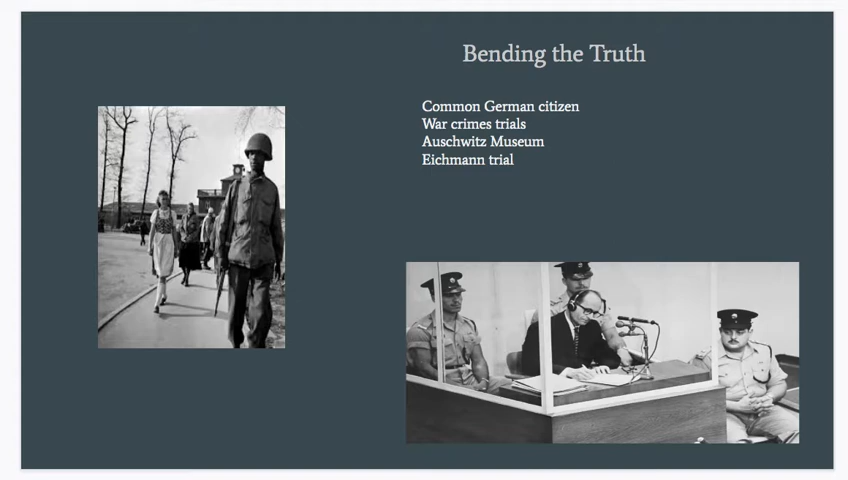 Bending the Truth
Common German citizen
War crimes trials
Auschwitz Museum
Eichmann trial